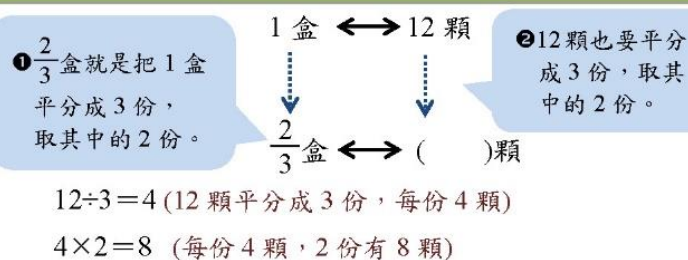 1 盒 ⟷ 12 顆
❶2/3盒就是把 1 盒
平分成 3 份，
取其中的 2 份。
❷12 顆也要平分
成 3 份，取其
中的 2 份。
2/3盒 ⟷ (　　)顆
12÷3＝4 (12 顆平分成 3 份，每份 4 顆)
4×2＝8 (每份 4 顆，2 份有 8 顆)